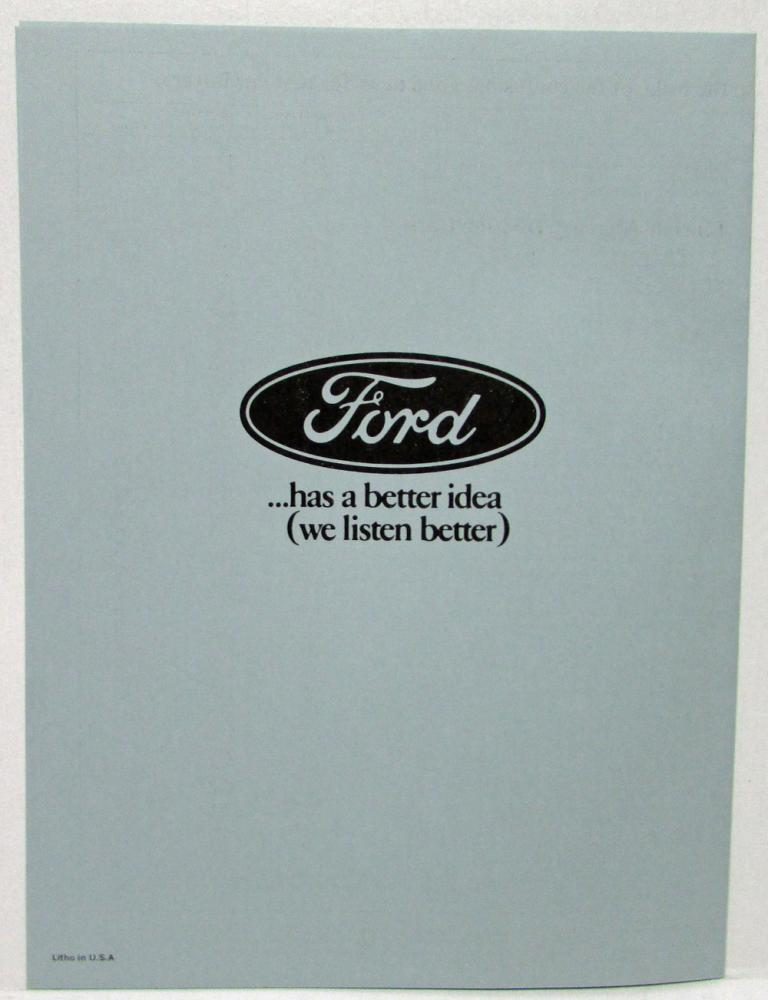 Ford
...has a better idea
(we listen better)
Litho in U.S.A